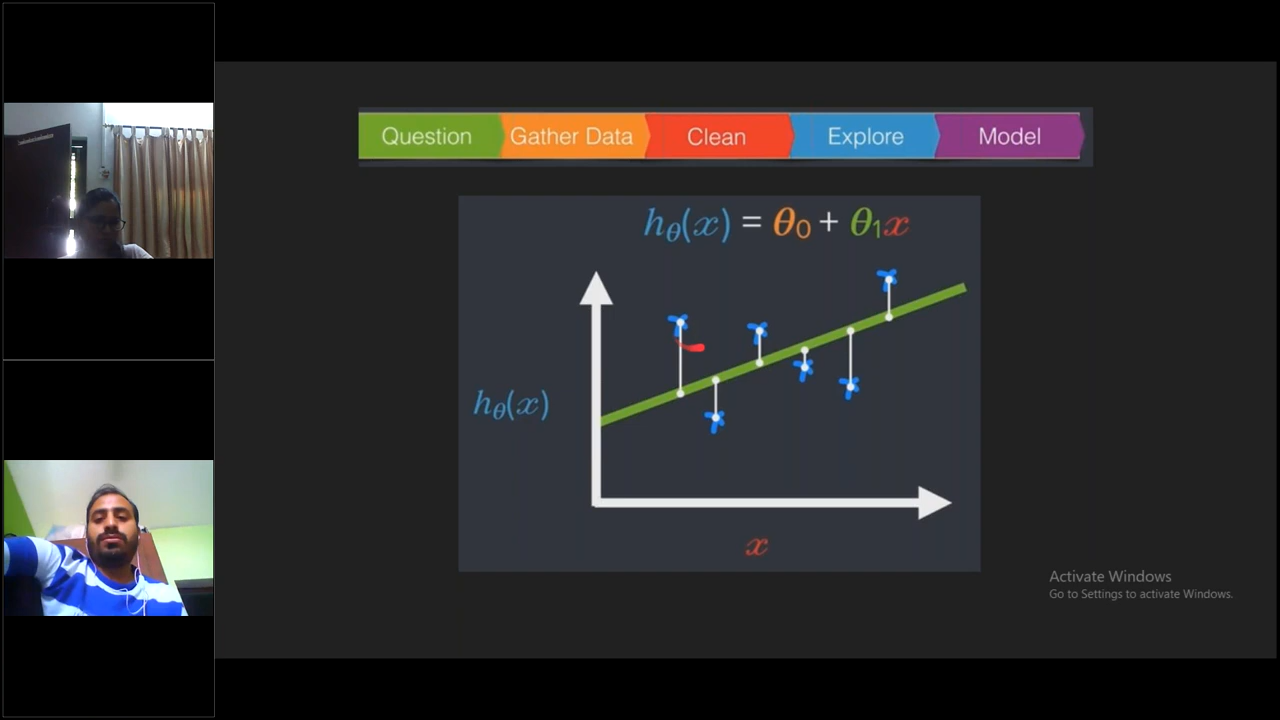 Question Gather Data Clean Explore Model
hθ(x) = θ0 + θ1x
hθ(x)
x
Activate Windows
Go to Settings to activate Windows.